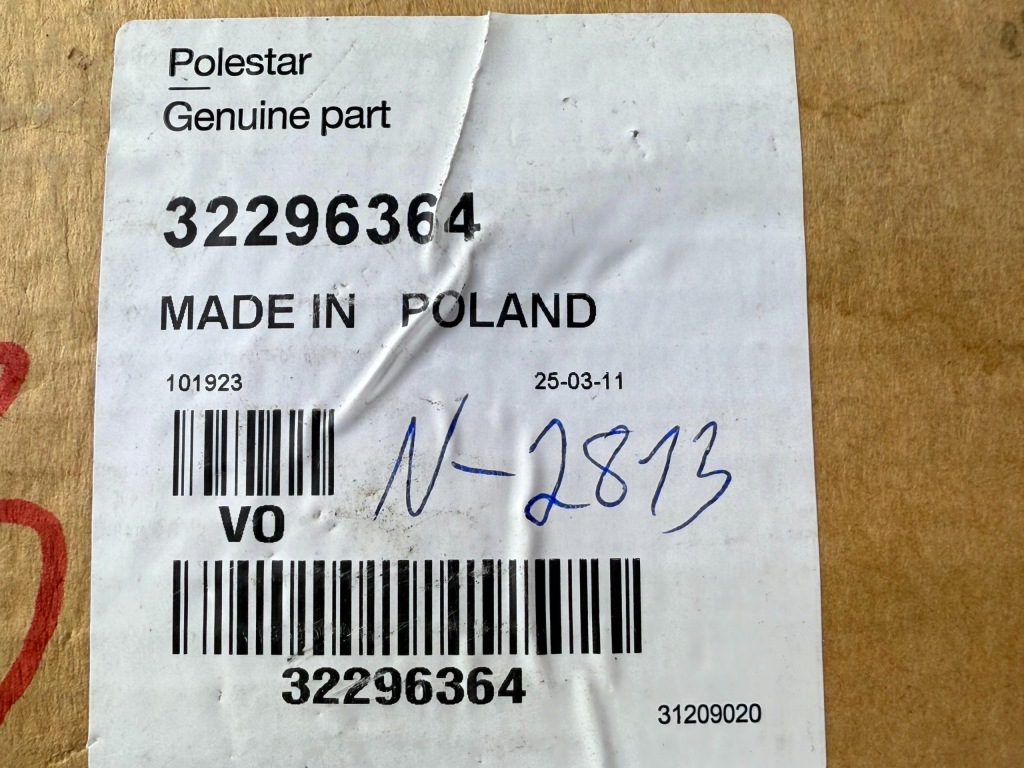 Polestar
Genuine part
32296364
MADE IN POLAND
101923 25-03-11
N-2813
VO
32296364
31209020